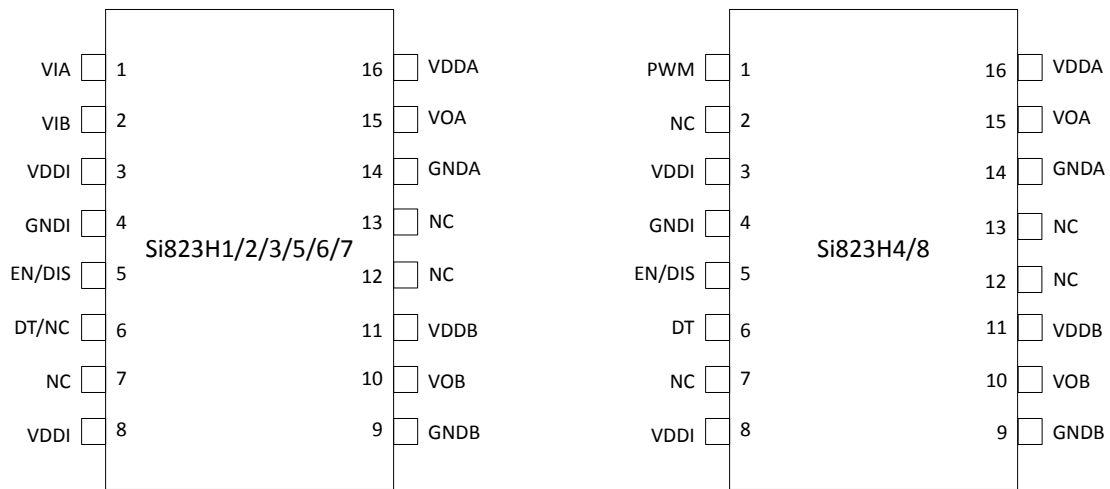 VIA 1 16 VDDA
VIB 2 15 VOA
VDDI 3 14 GNDA
GNDI 4 13 NC
Si823H1/2/3/5/6/7
EN/DIS 5 12 NC
DT/NC 6 11 VDDB
NC 7 10 VOB
VDDI 8 9 GNDB
PWM 1 16 VDDA
NC 2 15 VOA
VDDI 3 14 GNDA
GNDI 4 13 NC
Si823H4/8
EN/DIS 5 12 NC
DT 6 11 VDDB
NC 7 10 VOB
VDDI 8 9 GNDB